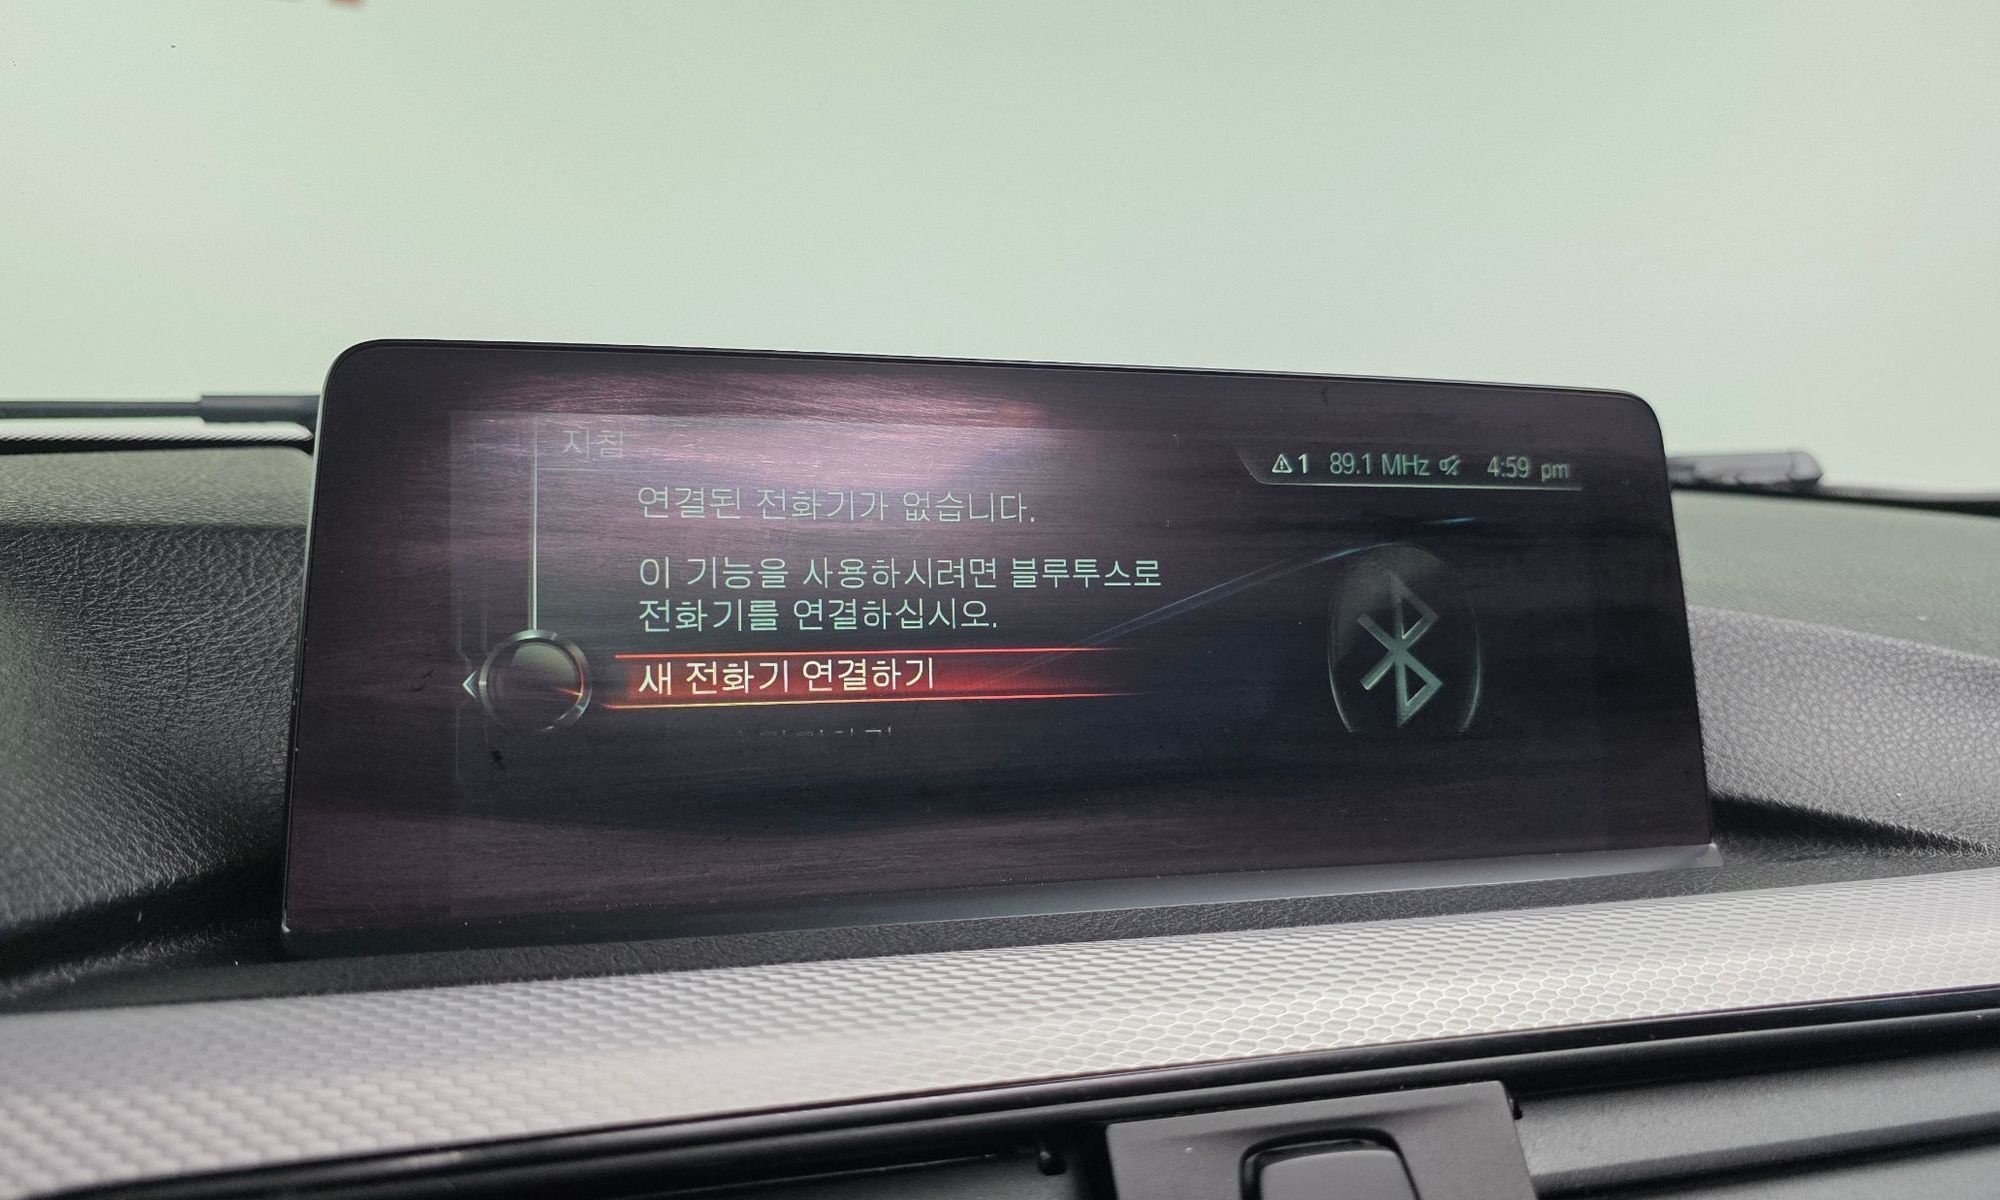 지침
⚠1 89.1 MHz 4:59 pm
연결된 전화기가 없습니다.
이 기능을 사용하시려면 블루투스로
전화기를 연결하십시오.
새 전화기 연결하기